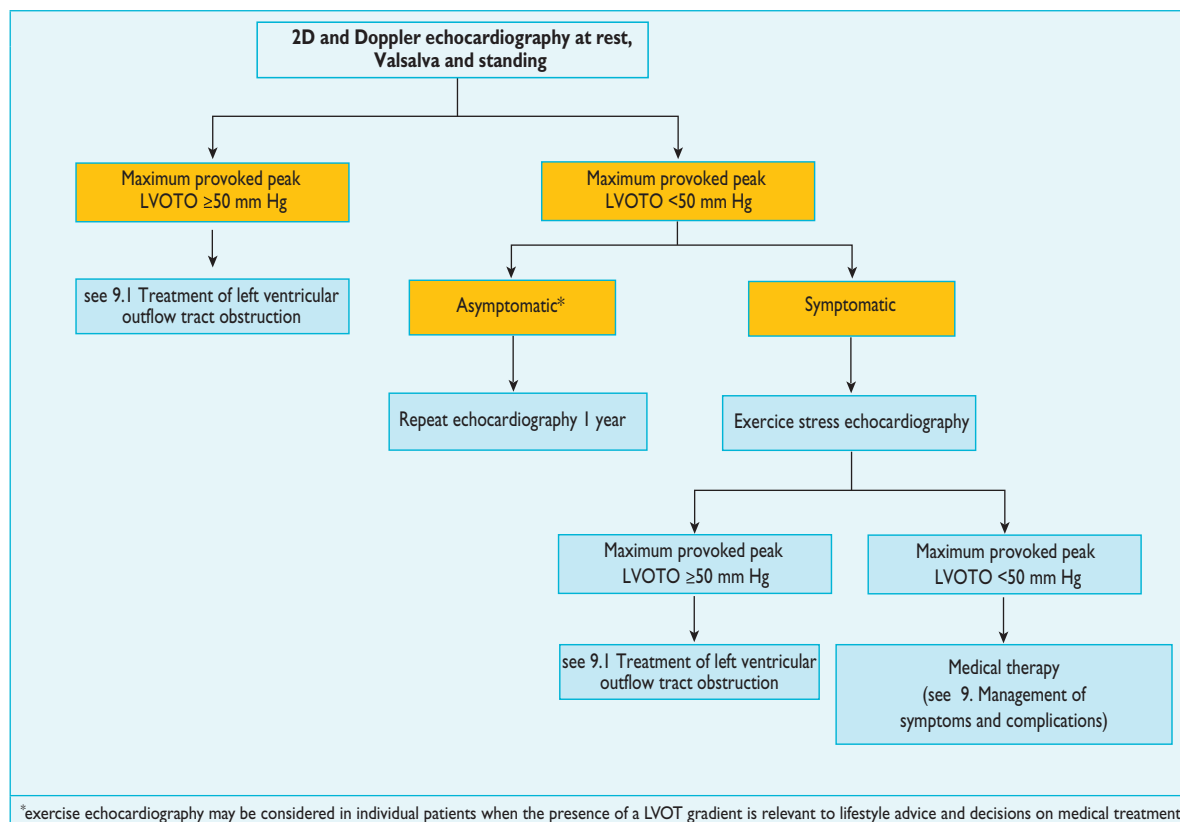 2D and Doppler echocardiography at rest,
Valsalva and standing
Maximum provoked peak
LVOTO ≥50 mm Hg
Maximum provoked peak
LVOTO <50 mm Hg
see 9.1 Treatment of left ventricular
outflow tract obstruction
Asymptomatic*
Symptomatic
Repeat echocardiography 1 year
Exercice stress echocardiography
Maximum provoked peak
LVOTO ≥50 mm Hg
Maximum provoked peak
LVOTO <50 mm Hg
see 9.1 Treatment of left ventricular
outflow tract obstruction
Medical therapy
(see 9. Management of
symptoms and complications)
*exercise echocardiography may be considered in individual patients when the presence of a LVOT gradient is relevant to lifestyle advice and decisions on medical treatment